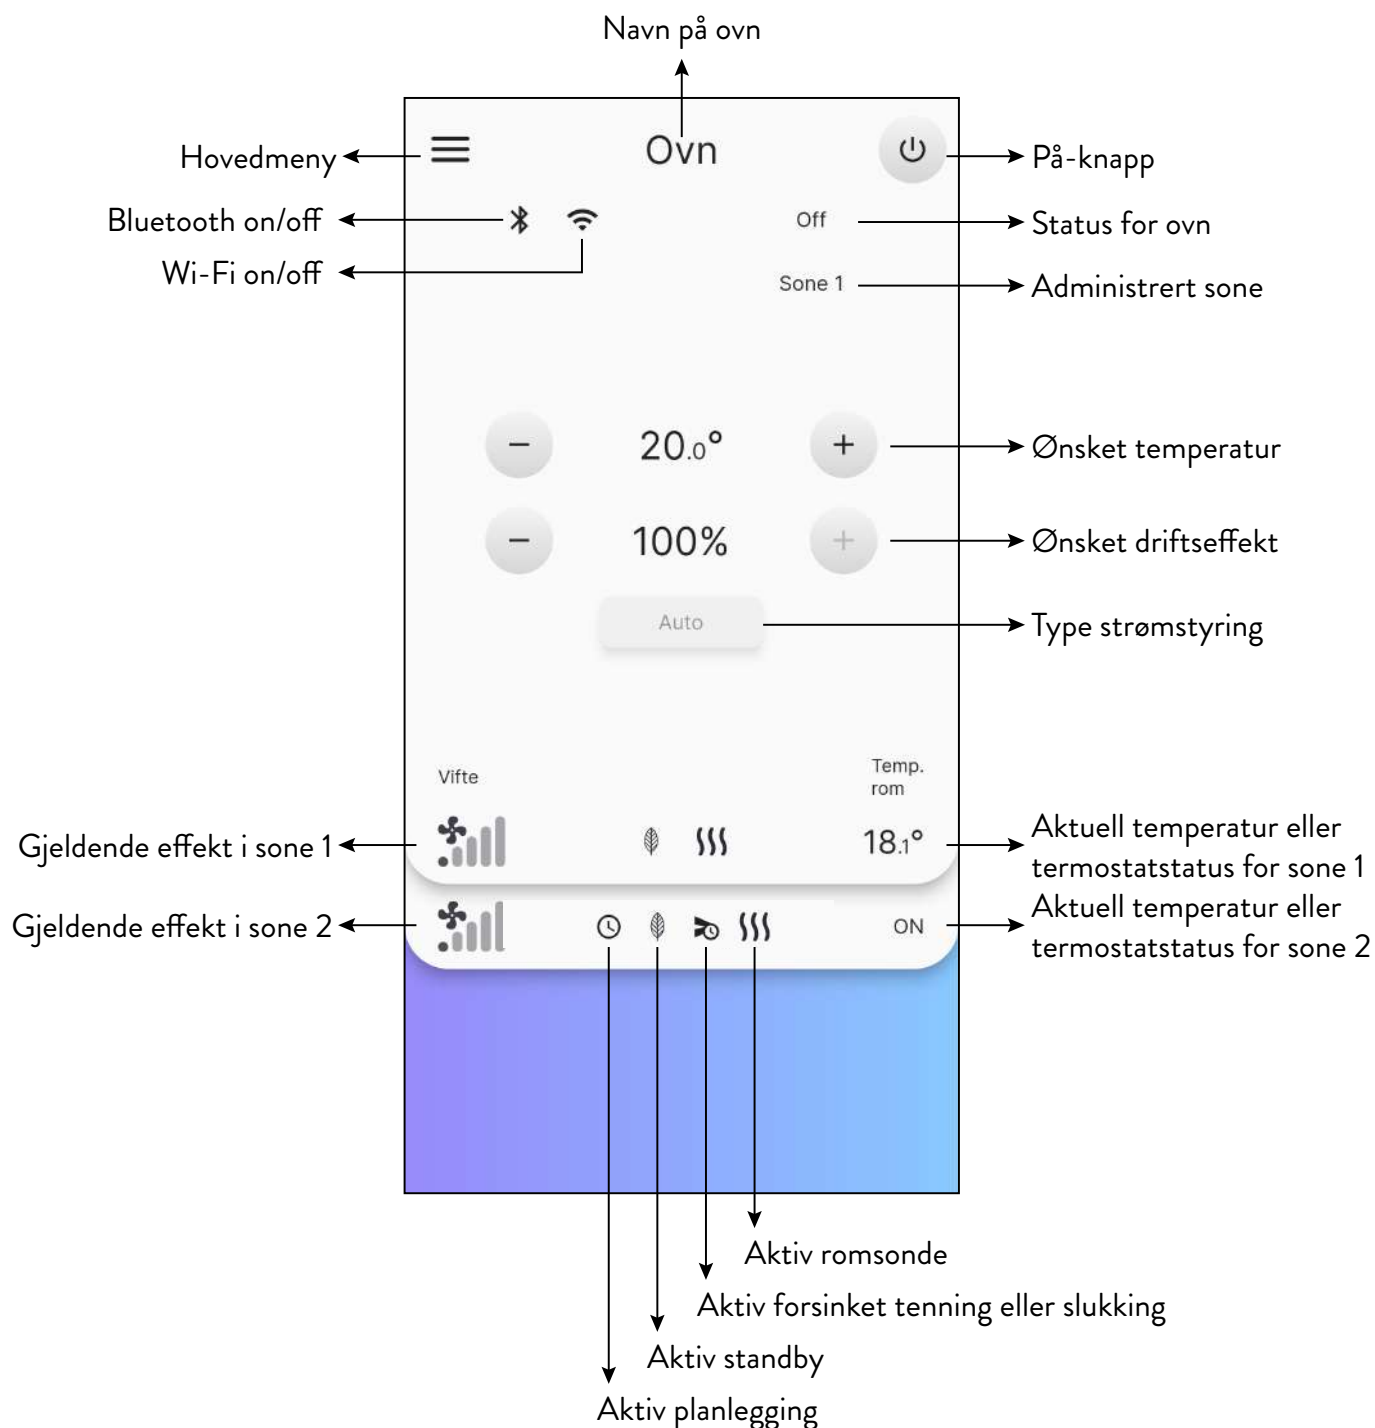 Navn på ovn
Hovedmeny
Ovn
På-knapp
Bluetooth on/off
Off
Status for ovn
Wi-Fi on/off
Sone 1
Administrert sone
− 20.0° +
Ønsket temperatur
− 100% +
Ønsket driftseffekt
Auto
Type strømstyring
Vifte
Temp.
rom
Gjeldende effekt i sone 1
18.1°
Aktuell temperatur eller
termostatstatus for sone 1
Gjeldende effekt i sone 2
ON
Aktuell temperatur eller
termostatstatus for sone 2
Aktiv romsonde
Aktiv forsinket tenning eller slukking
Aktiv standby
Aktiv planlegging